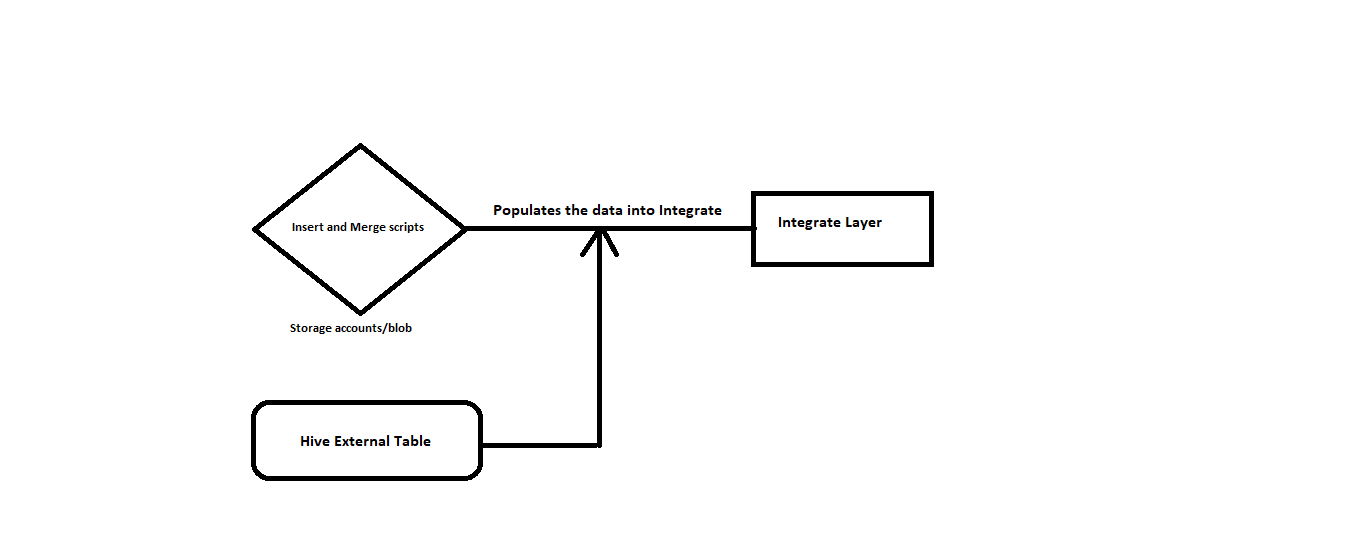 Populates the data into Integrate
Insert and Merge scripts
Integrate Layer
Storage accounts/blob
Hive External Table